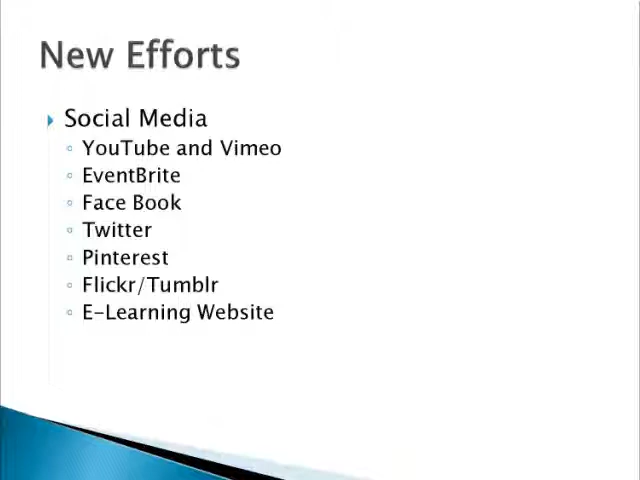 New Efforts
Social Media
YouTube and Vimeo
EventBrite
Face Book
Twitter
Pinterest
Flickr/Tumblr
E-Learning Website